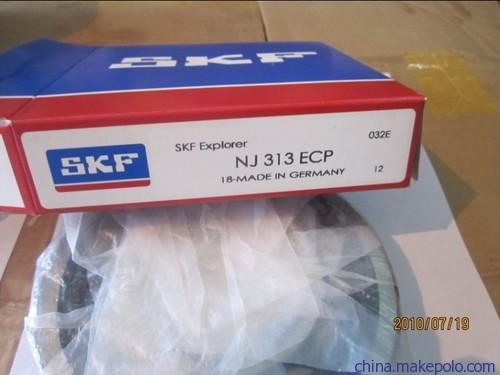 SKF
SKF Explorer
032E
SKF
NJ 313 ECP
18-MADE IN GERMANY
12
2010/07/19
china.makepolo.com